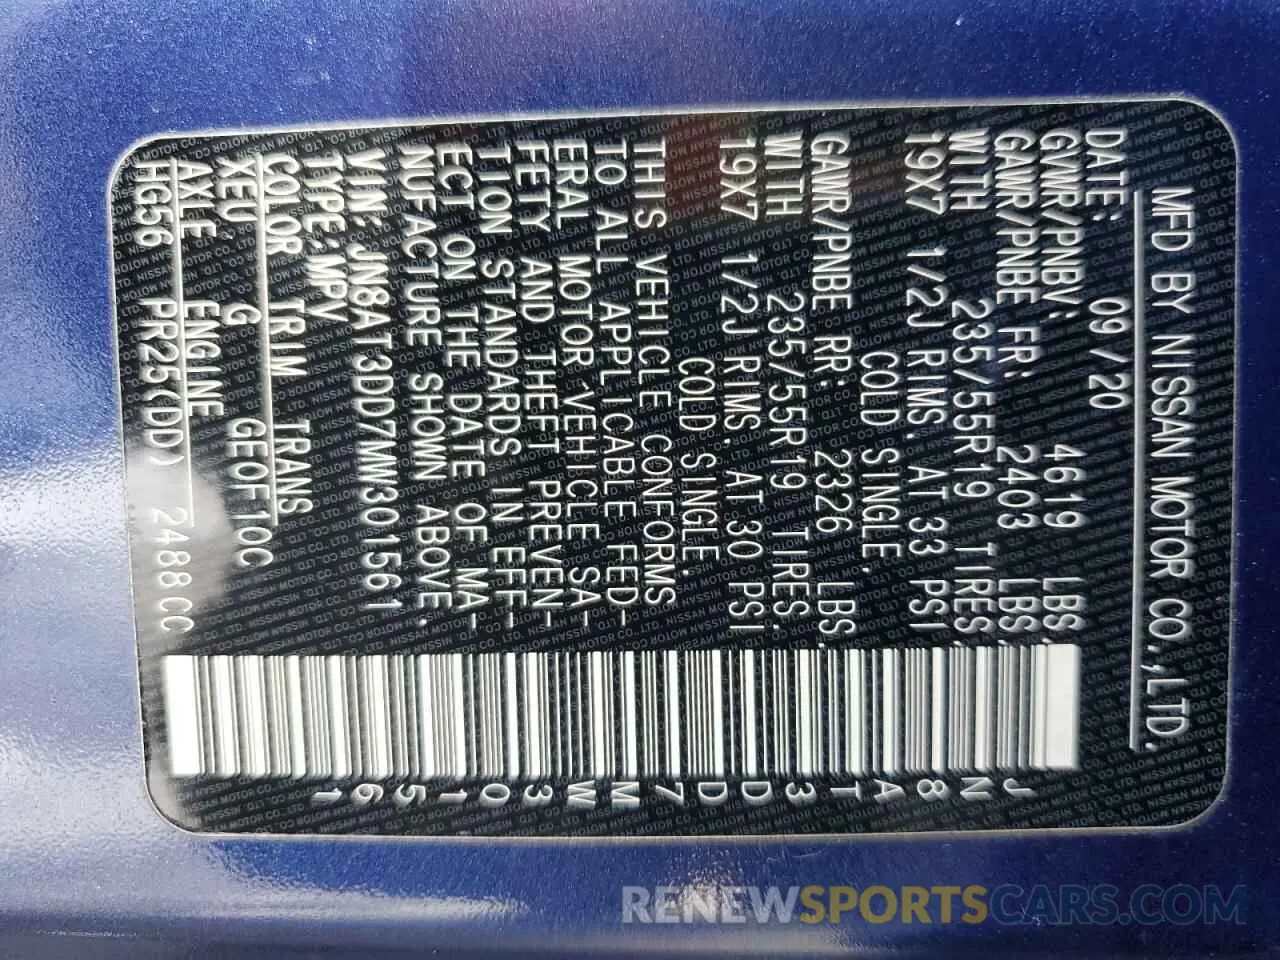 MFD BY NISSAN MOTOR CO.,LTD.
DATE: 09/20
GVWR/PNBV: 4619 LBS.
GAWR/PNBE FR: 2403 LBS.
WITH 235/55R19 TIRES,
19X7 1/2J RIMS, AT 33 PSI
COLD SINGLE,
GAWR/PNBE RR: 2326 LBS.
WITH 235/55R19 TIRES,
19X7 1/2J RIMS, AT 30 PSI
COLD SINGLE.
THIS VEHICLE CONFORMS
TO ALL APPLICABLE FED-
ERAL MOTOR VEHICLE SA-
FETY AND THEFT PREVEN-
TION STANDARDS IN EFF-
ECT ON THE DATE OF MA-
NUFACTURE SHOWN ABOVE.
VIN: JN8AT3DD7MW301561
TYPE: MPV
COLOR TRIM TRANS
XEU G GEOF10C
AXLE ENGINE
HG56 PR25(DD) 2488CC
JN8AT3DD7MW301561
RENEWSPORTSCARS.COM